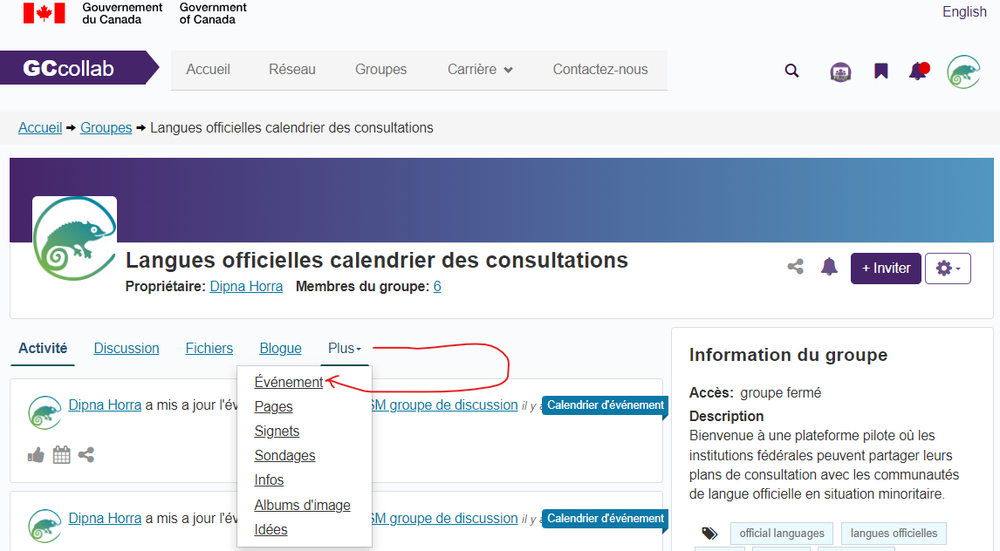 Gouvernement du Canada
Government of Canada
English
GCcollab
Accueil Réseau Groupes Carrière Contactez-nous
Accueil ➜ Groupes ➜ Langues officielles calendrier des consultations
Langues officielles calendrier des consultations
Propriétaire: Dipna Horra Membres du groupe: 6
+ Inviter
Activité Discussion Fichiers Blogue Plus
Événement
Pages
Signets
Sondages
Infos
Albums d'image
Idées
Dipna Horra a mis a jour l'év
SM groupe de discussion il y a
Calendrier d'événement
Dipna Horra a mis a jour l'év
SM groupe de discussion il y a
Calendrier d'événement
Information du groupe
Accès: groupe fermé
Description
Bienvenue à une plateforme pilote où les
institutions fédérales peuvent partager leurs
plans de consultation avec les communautés
de langue officielle en situation minoritaire.
official languages langues officielles